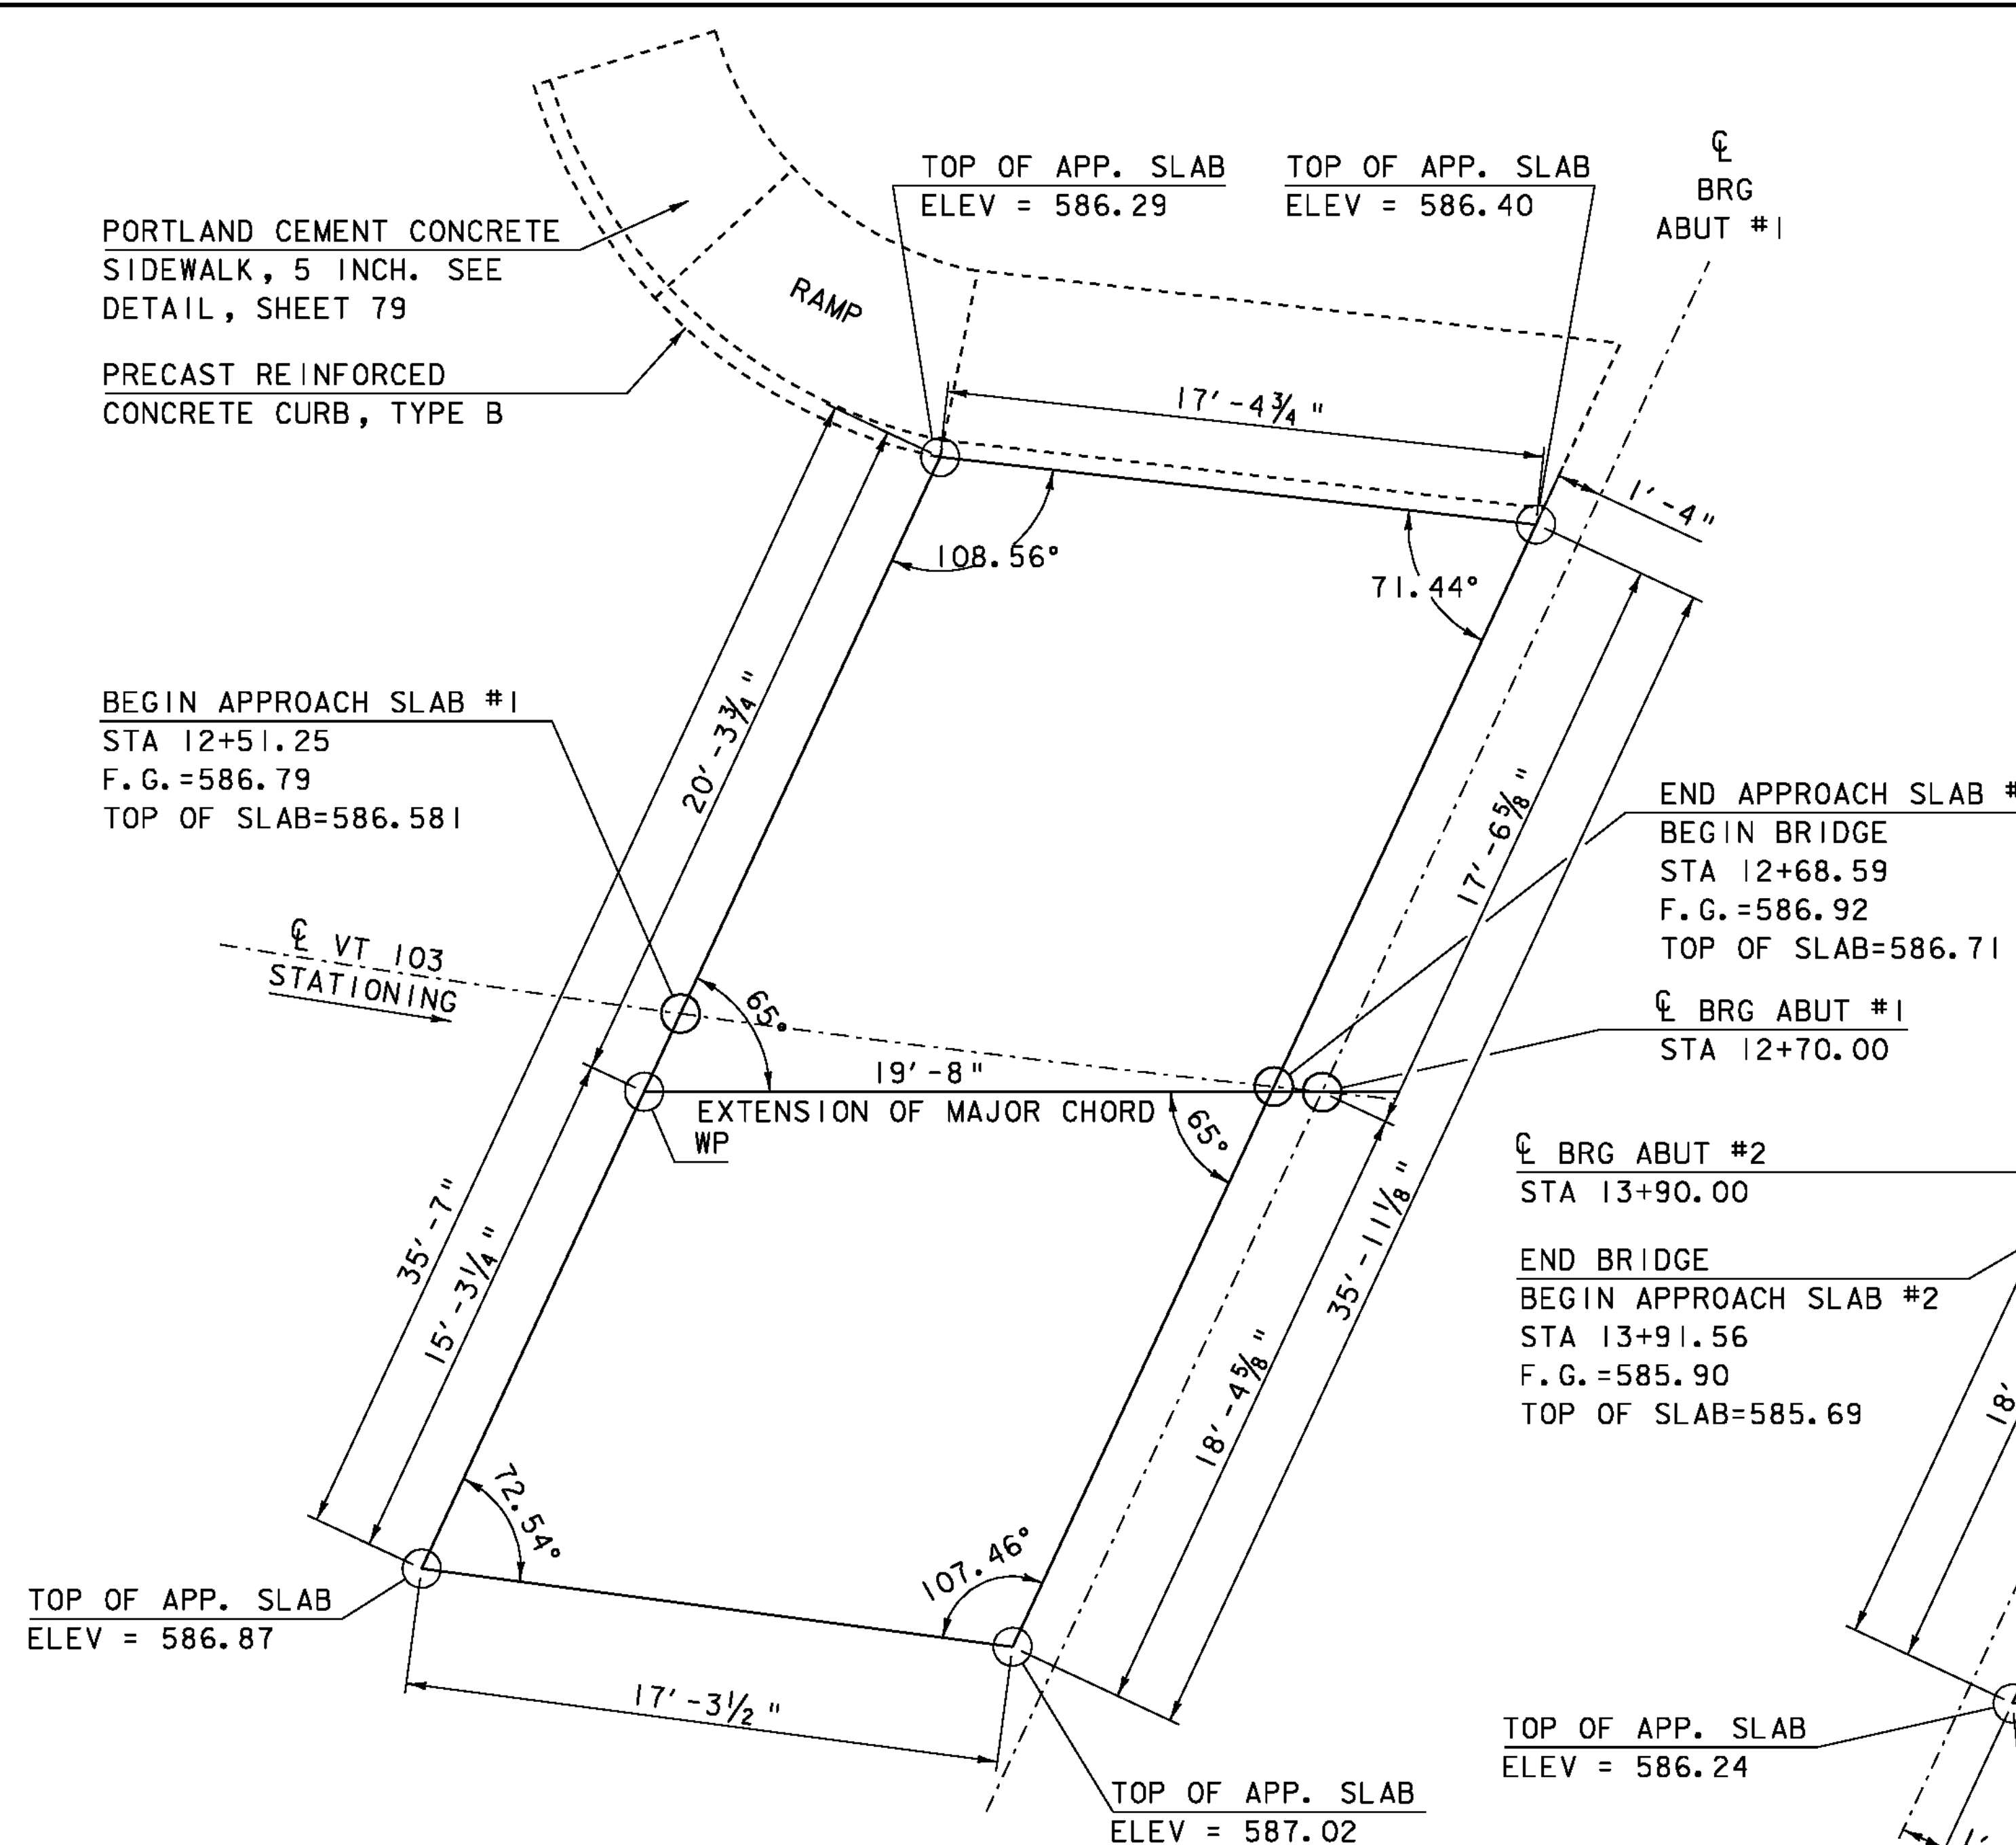 TOP OF APP. SLAB
ELEV = 586.29
TOP OF APP. SLAB
ELEV = 586.40
℄
BRG
ABUT #1
PORTLAND CEMENT CONCRETE
SIDEWALK, 5 INCH. SEE
DETAIL, SHEET 79
RAMP
PRECAST REINFORCED
CONCRETE CURB, TYPE B
17'-4¾"
1'-4"
108.56°
71.44°
BEGIN APPROACH SLAB #1
STA 12+51.25
F.G.=586.79
TOP OF SLAB=586.581
20'-3¾"
17'-6⅝"
END APPROACH SLAB #
BEGIN BRIDGE
STA 12+68.59
F.G.=586.92
TOP OF SLAB=586.71
℄ VT 103
STATIONING
65°
19'-8"
EXTENSION OF MAJOR CHORD
WP
65°
℄ BRG ABUT #1
STA 12+70.00
℄ BRG ABUT #2
STA 13+90.00
35'-7"
15'-3¼"
35'-11⅛"
18'-4⅝"
END BRIDGE
BEGIN APPROACH SLAB #2
STA 13+91.56
F.G.=585.90
TOP OF SLAB=585.69
18'
72.54°
107.46°
TOP OF APP. SLAB
ELEV = 586.87
17'-3½"
TOP OF APP. SLAB
ELEV = 586.24
TOP OF APP. SLAB
ELEV = 587.02